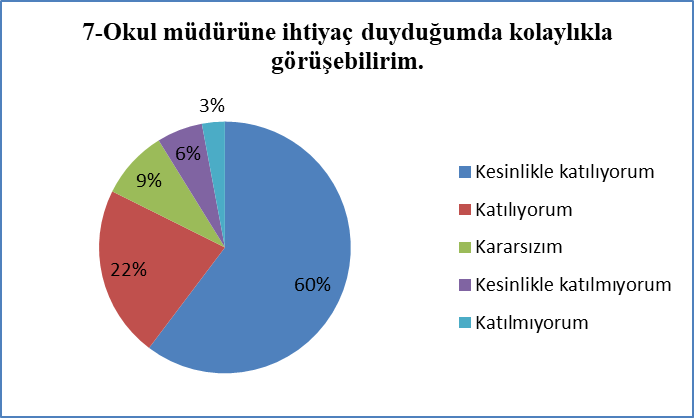 7-Okul müdürüne ihtiyaç duyduğumda kolaylıkla
görüşebilirim.
3%
6%
9%
22%
60%
Kesinlikle katılıyorum
Katılıyorum
Kararsızım
Kesinlikle katılmıyorum
Katılmıyorum